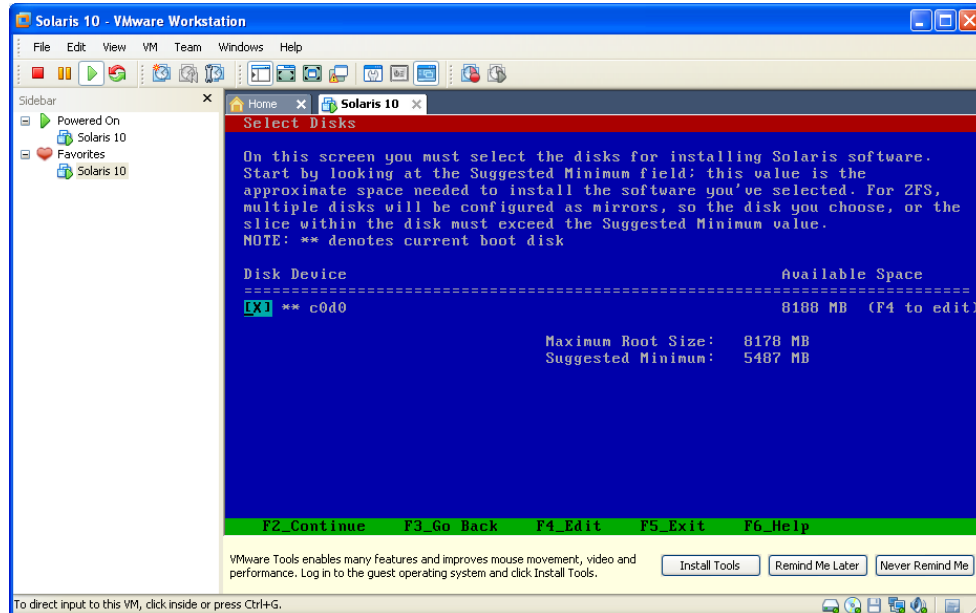 Solaris 10 - VMware Workstation
File Edit View VM Team Windows Help
Sidebar
Powered On
Solaris 10
Favorites
Solaris 10
Home Solaris 10
Select Disks
On this screen you must select the disks for installing Solaris software.
Start by looking at the Suggested Minimum field; this value is the
approximate space needed to install the software you've selected. For ZFS,
multiple disks will be configured as mirrors, so the disk you choose, or the
slice within the disk must exceed the Suggested Minimum value.
NOTE: ** denotes current boot disk
Disk Device Available Space
=============================================================================
[X] ** c0d0 8188 MB (F4 to edit)
Maximum Root Size: 8178 MB
Suggested Minimum: 5487 MB
F2_Continue F3_Go Back F4_Edit F5_Exit F6_Help
VMware Tools enables many features and improves mouse movement, video and
performance. Log in to the guest operating system and click Install Tools.
Install Tools Remind Me Later Never Remind Me
To direct input to this VM, click inside or press Ctrl+G.